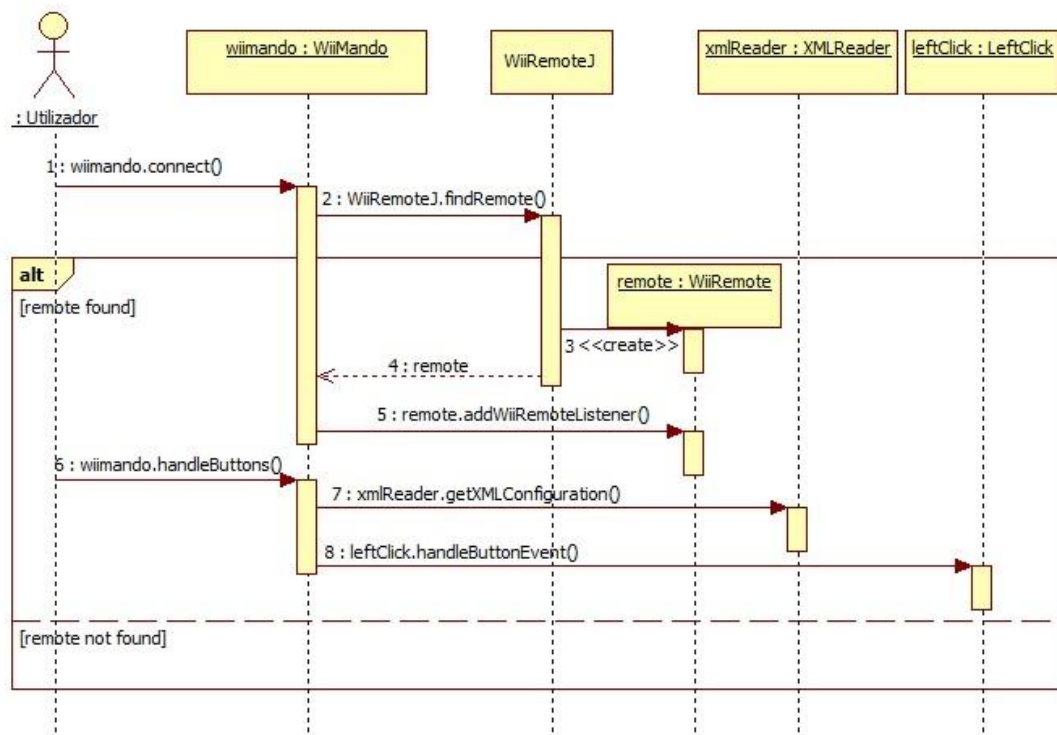 wiimando : WiiMando
WiiRemoteJ
xmlReader : XMLReader
leftClick : LeftClick
: Utilizador
1 : wiimando.connect()
2 : WiiRemoteJ.findRemote()
alt
[remote found]
remote : WiiRemote
3 <<create>>
4 : remote
5 : remote.addWiiRemoteListener()
6 : wiimando.handleButtons()
7 : xmlReader.getXMLConfiguration()
8 : leftClick.handleButtonEvent()
[remote not found]